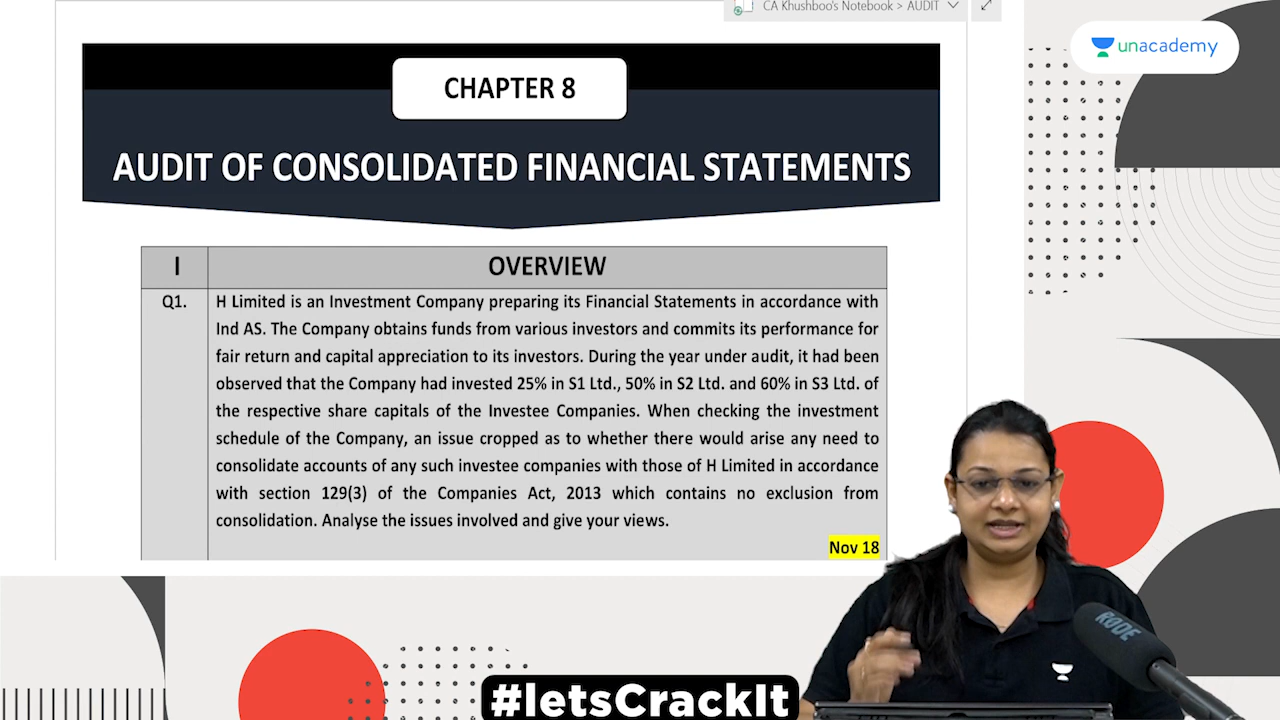 CA Khushboo's Notebook > AUDIT
unacademy
CHAPTER 8
AUDIT OF CONSOLIDATED FINANCIAL STATEMENTS
I OVERVIEW
Q1. H Limited is an Investment Company preparing its Financial Statements in accordance with
Ind AS. The Company obtains funds from various investors and commits its performance for
fair return and capital appreciation to its investors. During the year under audit, it had been
observed that the Company had invested 25% in S1 Ltd., 50% in S2 Ltd. and 60% in S3 Ltd. of
the respective share capitals of the Investee Companies. When checking the investment
schedule of the Company, an issue cropped as to whether there would arise any need to
consolidate accounts of any such investee companies with those of H Limited in accordance
with section 129(3) of the Companies Act, 2013 which contains no exclusion from
consolidation. Analyse the issues involved and give your views.
Nov 18
RØDE
#letsCrackIt